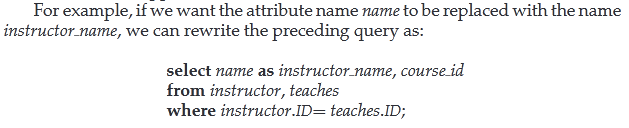 For example, if we want the attribute name name to be replaced with the name
instructor_name, we can rewrite the preceding query as:
select name as instructor_name, course_id
from instructor, teaches
where instructor.ID= teaches.ID;